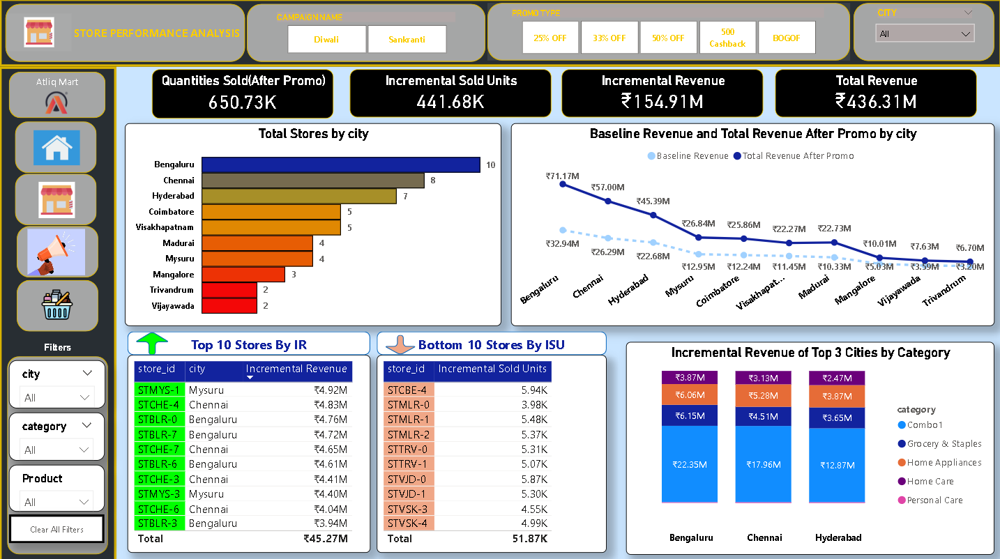 STORE PERFORMANCE ANALYSIS
CAMPAIGN NAME
Diwali
Sankranti
PROMO TYPE
25% OFF
33% OFF
50% OFF
500
Cashback
BOGOF
CITY
All
Atliq Mart
Filters
city
All
category
All
Product
All
Clear All Filters
Quantities Sold(After Promo)
650.73K
Incremental Sold Units
441.68K
Incremental Revenue
₹154.91M
Total Revenue
₹436.31M
Total Stores by city
Bengaluru 10
Chennai 8
Hyderabad 7
Coimbatore 5
Visakhapatnam 5
Madurai 4
Mysuru 4
Mangalore 3
Trivandrum 2
Vijayawada 2
Baseline Revenue and Total Revenue After Promo by city
Baseline Revenue Total Revenue After Promo
₹71.17M
₹57.00M
₹45.39M
₹26.84M
₹25.86M
₹22.27M
₹22.73M
₹10.01M
₹7.63M
₹6.70M
₹32.94M
₹26.29M
₹22.68M
₹12.95M
₹12.24M
₹11.45M
₹10.33M
₹5.03M
₹3.59M
₹3.20M
Bengaluru
Chennai
Hyderabad
Mysuru
Coimbatore
Visakhapat...
Madurai
Mangalore
Vijayawada
Trivandrum
Top 10 Stores By IR
store_id city Incremental Revenue
STMYS-1 Mysuru ₹4.92M
STCHE-4 Chennai ₹4.83M
STBLR-0 Bengaluru ₹4.76M
STBLR-7 Bengaluru ₹4.72M
STCHE-7 Chennai ₹4.65M
STBLR-6 Bengaluru ₹4.61M
STCHE-3 Chennai ₹4.41M
STMYS-3 Mysuru ₹4.40M
STCHE-6 Chennai ₹4.04M
STBLR-3 Bengaluru ₹3.94M
Total ₹45.27M
Bottom 10 Stores By ISU
store_id Incremental Sold Units
STCBE-4 5.94K
STMLR-0 3.98K
STMLR-1 5.48K
STMLR-2 5.37K
STTRV-0 5.31K
STTRV-1 5.07K
STVJD-0 5.87K
STVJD-1 5.30K
STVSK-3 4.55K
STVSK-4 4.99K
Total 51.87K
Incremental Revenue of Top 3 Cities by Category
₹3.87M ₹3.13M ₹2.47M
₹6.06M ₹5.28M ₹3.87M
₹6.15M ₹4.51M ₹3.65M
₹22.35M ₹17.96M ₹12.87M
Bengaluru Chennai Hyderabad
category
Combo1
Grocery & Staples
Home Appliances
Home Care
Personal Care